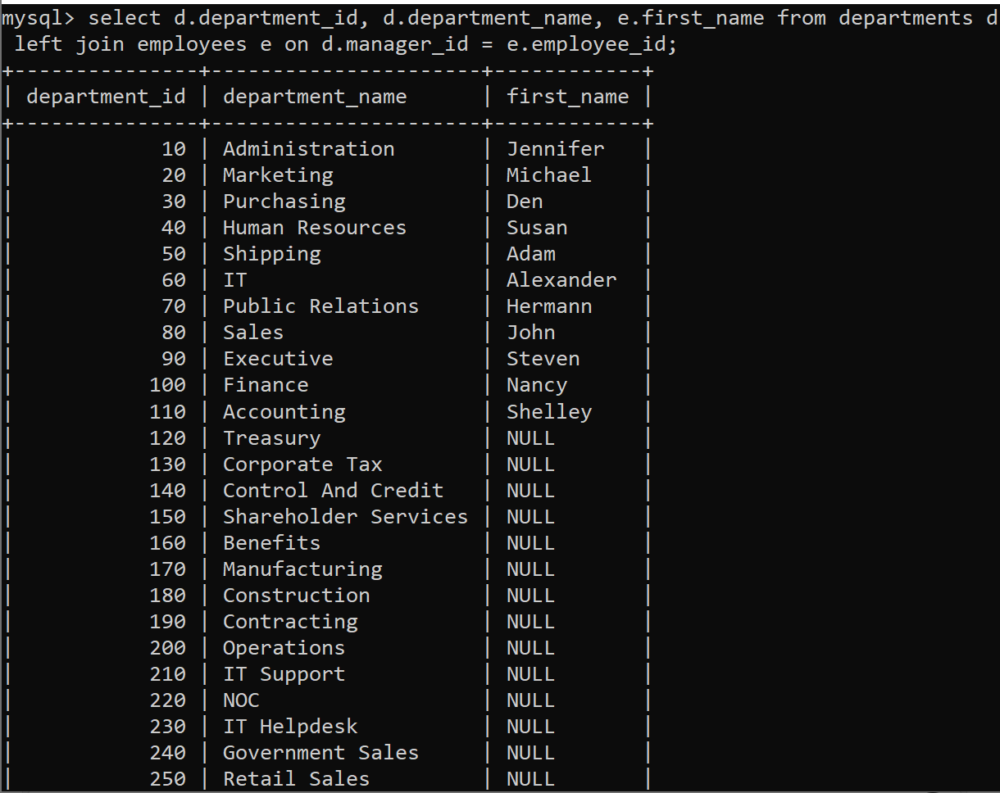 mysql> select d.department_id, d.department_name, e.first_name from departments d
 left join employees e on d.manager_id = e.employee_id;
+---------------+----------------------+------------+
| department_id | department_name      | first_name |
+---------------+----------------------+------------+
|            10 | Administration       | Jennifer   |
|            20 | Marketing            | Michael    |
|            30 | Purchasing           | Den        |
|            40 | Human Resources      | Susan      |
|            50 | Shipping             | Adam       |
|            60 | IT                   | Alexander  |
|            70 | Public Relations     | Hermann    |
|            80 | Sales                | John       |
|            90 | Executive            | Steven     |
|           100 | Finance              | Nancy      |
|           110 | Accounting           | Shelley    |
|           120 | Treasury             | NULL       |
|           130 | Corporate Tax        | NULL       |
|           140 | Control And Credit   | NULL       |
|           150 | Shareholder Services | NULL       |
|           160 | Benefits             | NULL       |
|           170 | Manufacturing        | NULL       |
|           180 | Construction         | NULL       |
|           190 | Contracting          | NULL       |
|           200 | Operations           | NULL       |
|           210 | IT Support           | NULL       |
|           220 | NOC                  | NULL       |
|           230 | IT Helpdesk          | NULL       |
|           240 | Government Sales     | NULL       |
|           250 | Retail Sales         | NULL       |